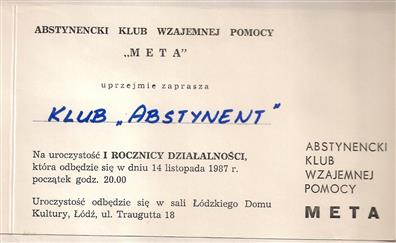 ABSTYNENCKI KLUB WZAJEMNEJ POMOCY
„META"
uprzejmie zaprasza
KLUB „ABSTYNENT"
Na uroczystość I ROCZNICY DZIAŁALNOŚCI,
która odbędzie się w dniu 14 listopada 1987 r.
początek godz. 20.00
Uroczystość odbędzie się w sali Łódzkiego Domu
Kultury, Łódź, ul. Traugutta 18
ABSTYNENCKI
KLUB
WZAJEMNEJ
POMOCY
META